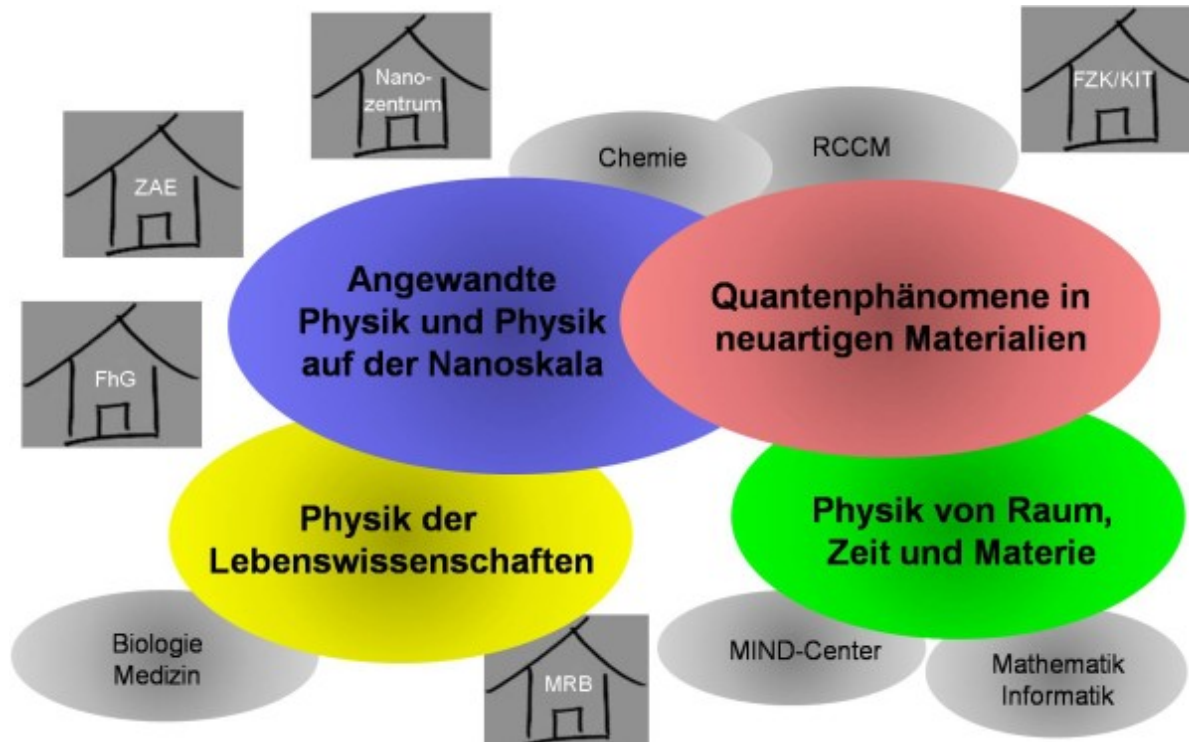 Nano-
zentrum
FZK/KIT
Chemie
RCCM
ZAE
Angewandte
Physik und Physik
auf der Nanoskala
Quantenphänomene in
neuartigen Materialien
FhG
Physik der
Lebenswissenschaften
Physik von Raum,
Zeit und Materie
Biologie
Medizin
MRB
MIND-Center
Mathematik
Informatik